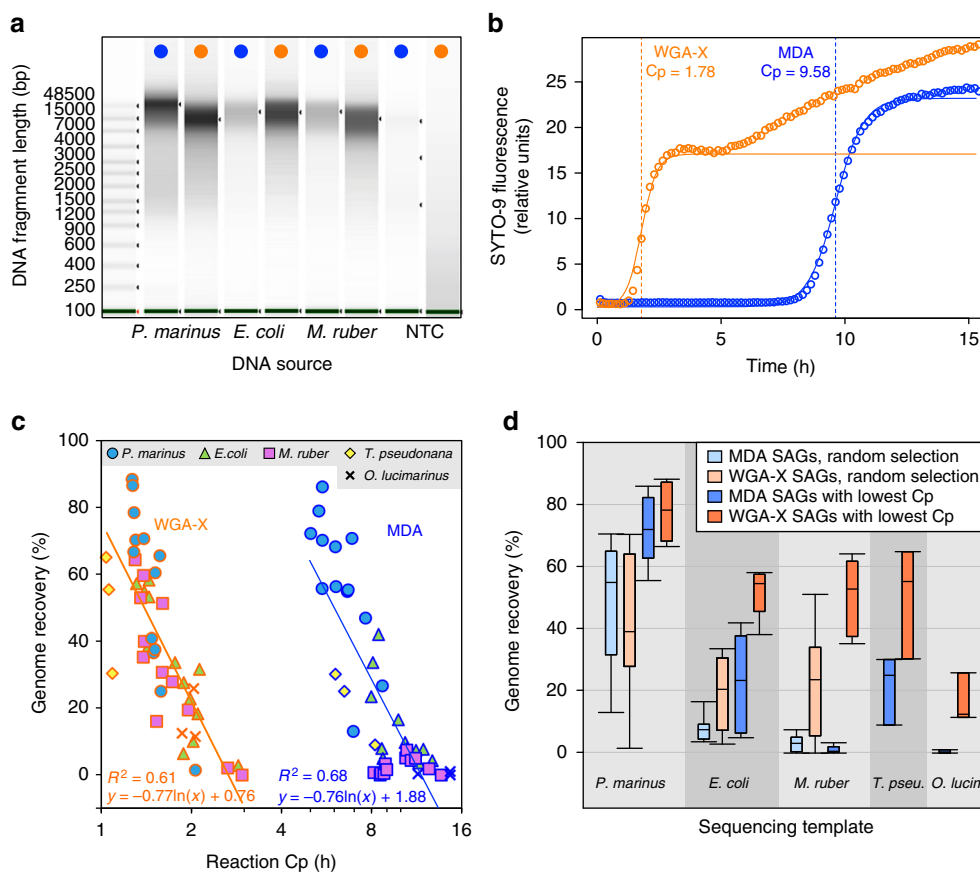 a
DNA fragmnent length (bp)
48500
15000
7000
4000
3000
2000
1500
1200
900
600
400
250
100
P. marinus E. coli M. ruber NTC
DNA source
b
WGA-X
Cp = 1.78
MDA
Cp = 9.58
SYTO-9 fluorescence
(relative units)
25
20
15
10
5
0
0 5 10 15
Time (h)
c
P. marinus E.coli M. ruber T. pseudonana
O. lucimarinus
WGA-X
MDA
Genome recovery (%)
100
80
60
40
20
0
R² = 0.61
y = –0.77ln(x) + 0.76
R² = 0.68
y = –0.76ln(x) + 1.88
1 2 4 8 16
Reaction Cp (h)
d
MDA SAGs, random selection
WGA-X SAGs, random selection
MDA SAGs with lowest Cp
WGA-X SAGs with lowest Cp
Genome recovery (%)
100
80
60
40
20
0
P. marinus E. coli M. ruber T. pseu. O. lucin
Sequencing template